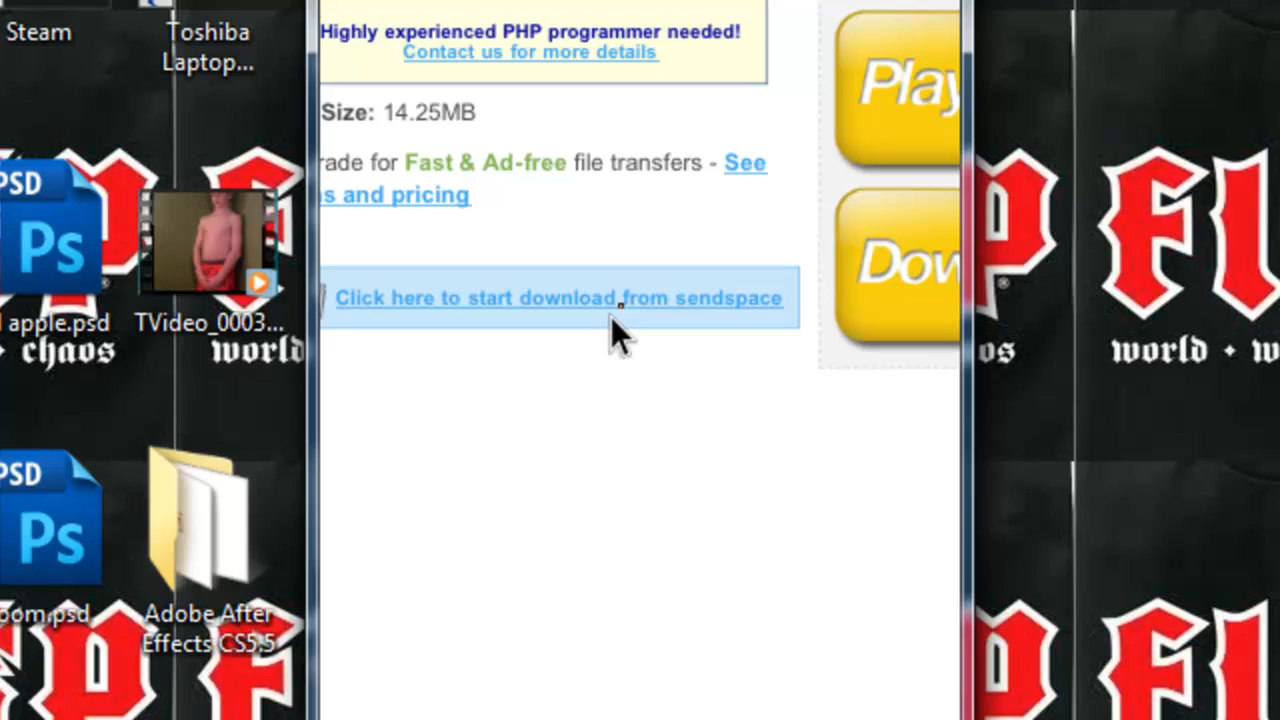 Steam
Toshiba
Laptop...
PSD
Ps
apple.psd
TVideo_0003...
PSD
Ps
oom.psd
Adobe After
Effects CS5.5
Highly experienced PHP programmer needed!
Contact us for more details
Size: 14.25MB
rade for Fast & Ad-free file transfers - See
s and pricing
Click here to start download from sendspace
Play
Dow
chaos
world
os
world • w
Fl
Fl